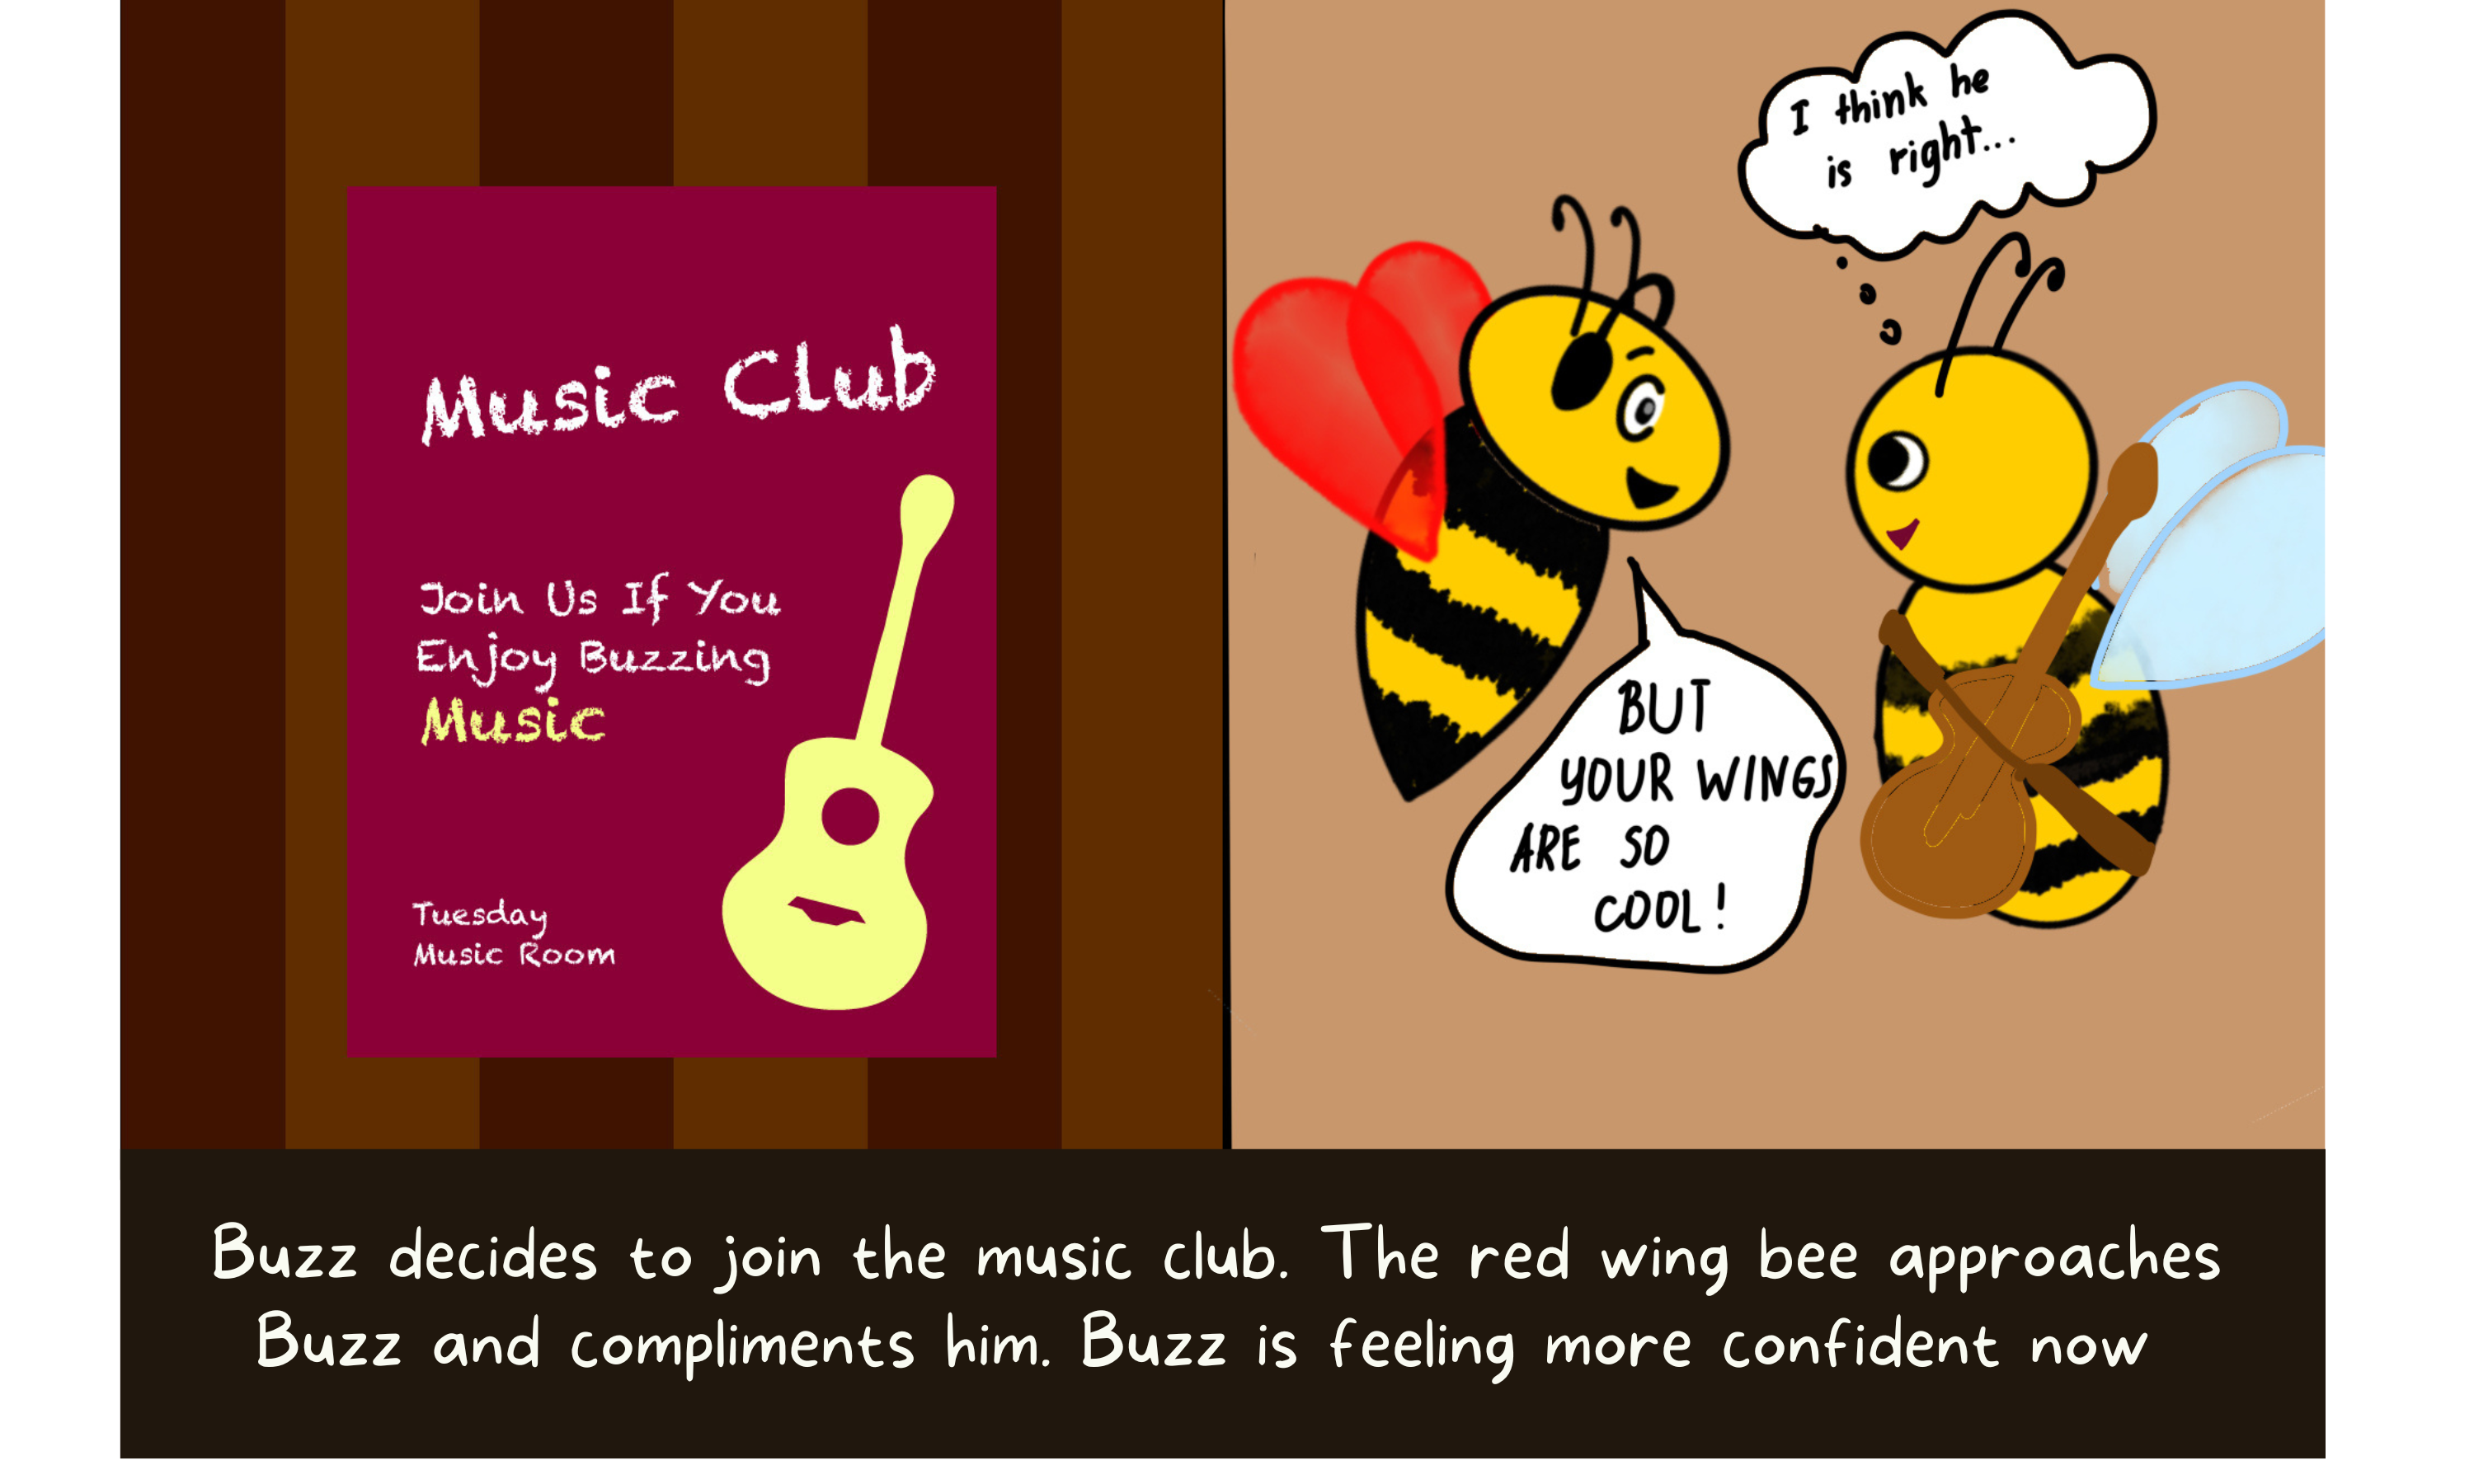 Music Club
Join Us If You
Enjoy Buzzing
Music
Tuesday
Music Room
I think he
is right...
BUT
YOUR WINGS
ARE SO
COOL!
Buzz decides to join the music club. The red wing bee approaches
Buzz and compliments him. Buzz is feeling more confident now